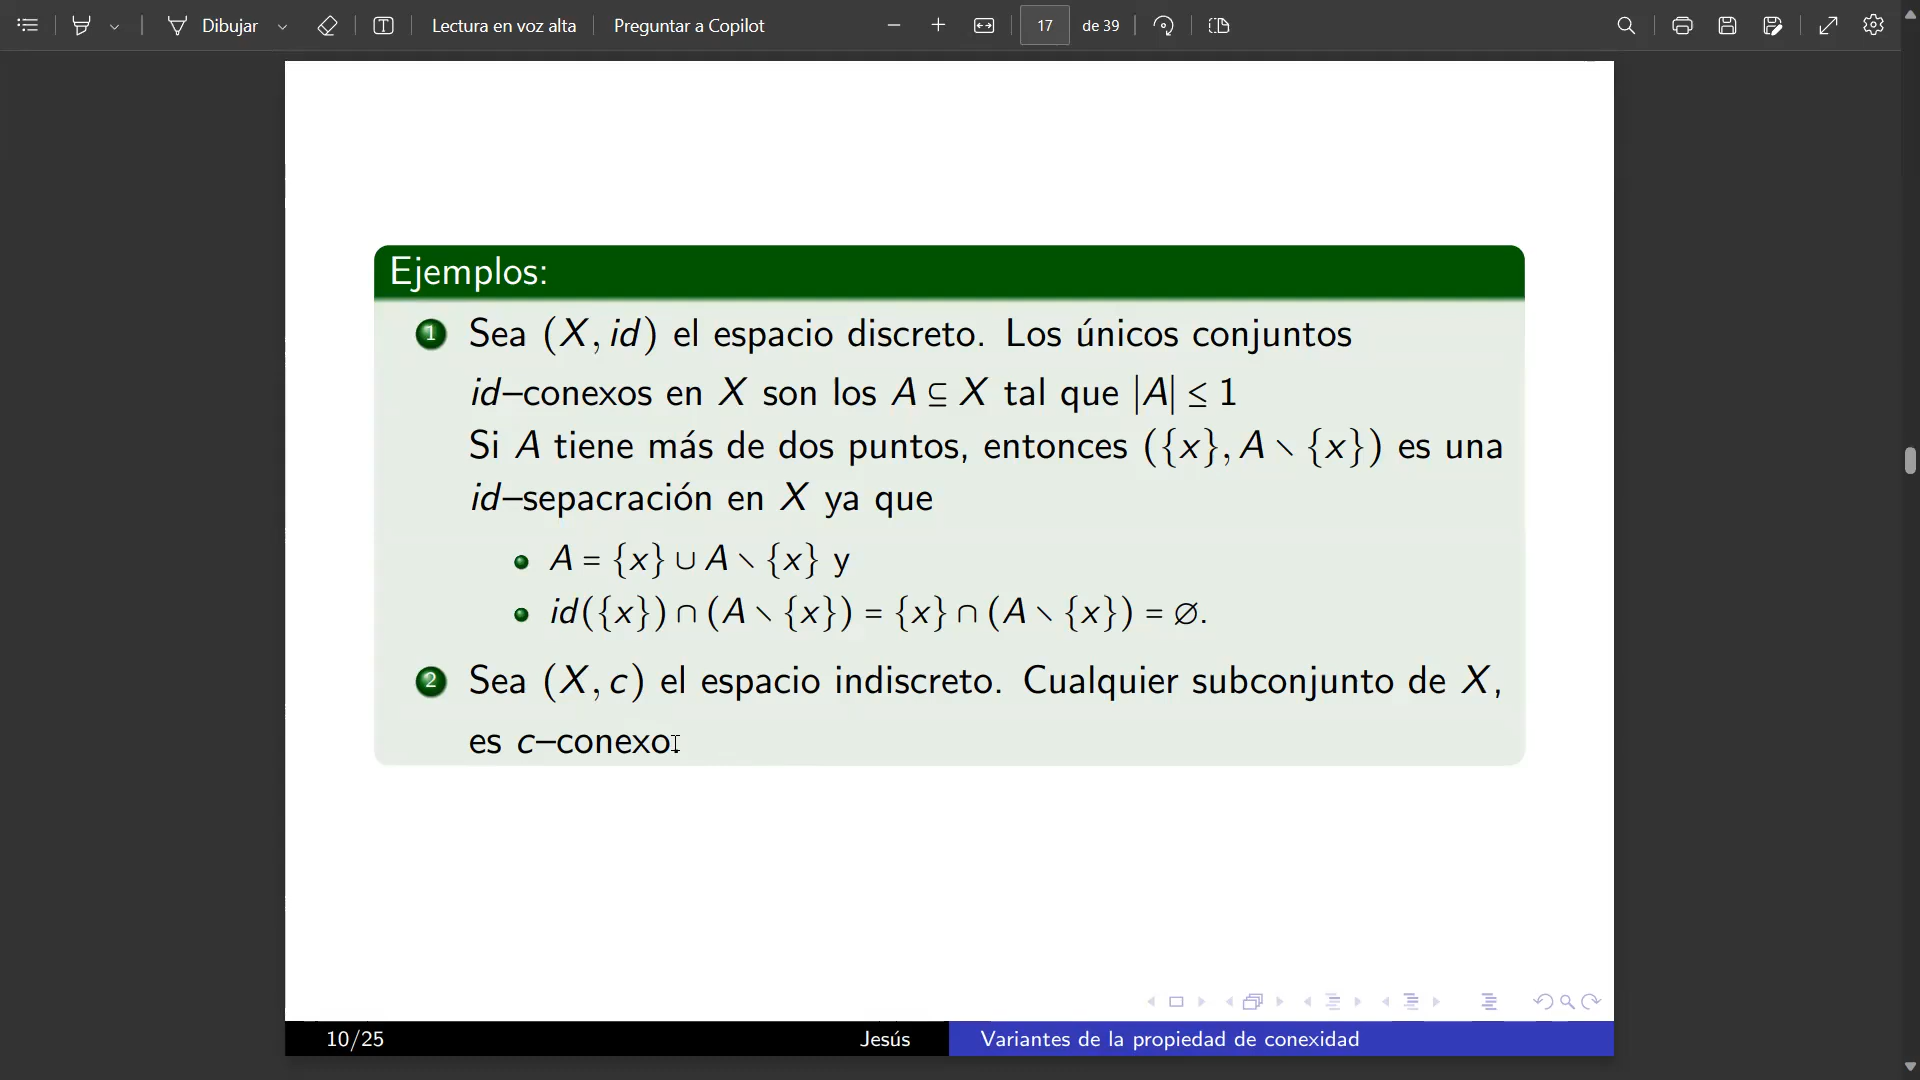 Dibujar Lectura en voz alta Preguntar a Copilot 17 de 39
Ejemplos:
1 Sea (X, id) el espacio discreto. Los únicos conjuntos
id–conexos en X son los A ⊆ X tal que |A| ≤ 1
Si A tiene más de dos puntos, entonces ({x}, A ∖ {x}) es una
id–sepacración en X ya que
A = {x} ∪ A ∖ {x} y
id({x}) ∩ (A ∖ {x}) = {x} ∩ (A ∖ {x}) = ∅.
2 Sea (X, c) el espacio indiscreto. Cualquier subconjunto de X,
es c–conexo.
10/25 Jesús Variantes de la propiedad de conexidad